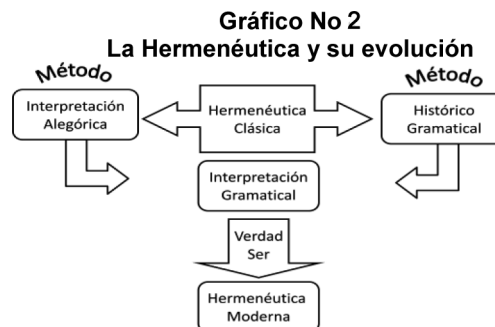 Gráfico No 2
La Hermenéutica y su evolución
Método
Método
Interpretación
Alegórica
Hermenéutica
Clásica
Histórico
Gramatical
Interpretación
Gramatical
Verdad
Ser
Hermenéutica
Moderna